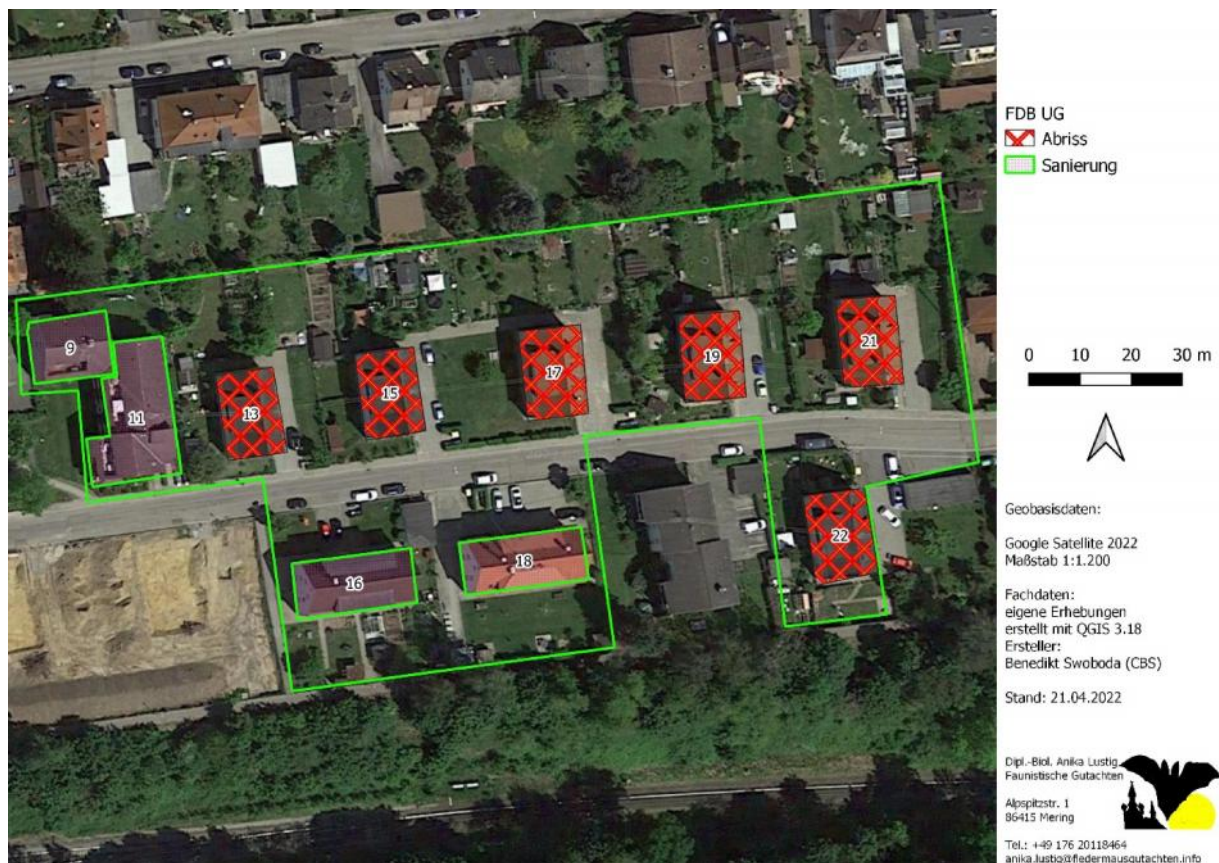 9
11
13
15
17
19
21
16
18
22
FDB UG
Abriss
Sanierung
0 10 20 30 m
Geobasisdaten:
Google Satellite 2022
Maßstab 1:1.200
Fachdaten:
eigene Erhebungen
erstellt mit QGIS 3.18
Ersteller:
Benedikt Swoboda (CBS)
Stand: 21.04.2022
Dipl.-Biol. Anika Lustig
Faunistische Gutachten
Alpspitzstr. 1
86415 Mering
Tel.: +49 176 20118464
anika.lustig@fledermausgutachten.info